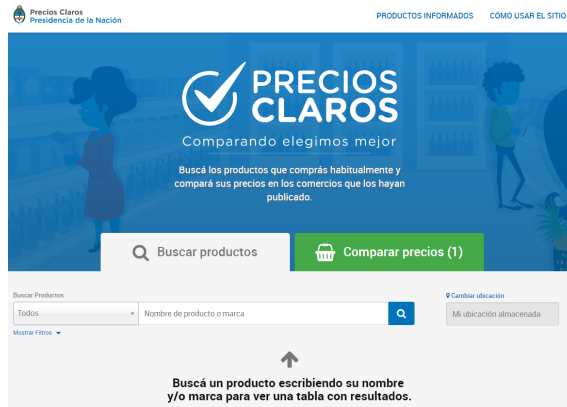 Precios Claros
Presidencia de la Nación
PRODUCTOS INFORMADOS
CÓMO USAR EL SITIO
PRECIOS
CLAROS
Comparando elegimos mejor
Buscá los productos que comprás habitualmente y
compará sus precios en los comercios que los hayan
publicado.
Buscar productos
Comparar precios (1)
Buscar Productos
Cambiar ubicación
Todos
Nombre de producto o marca
Mi ubicación almacenada
Mostrar Filtros
Buscá un producto escribiendo su nombre
y/o marca para ver una tabla con resultados.